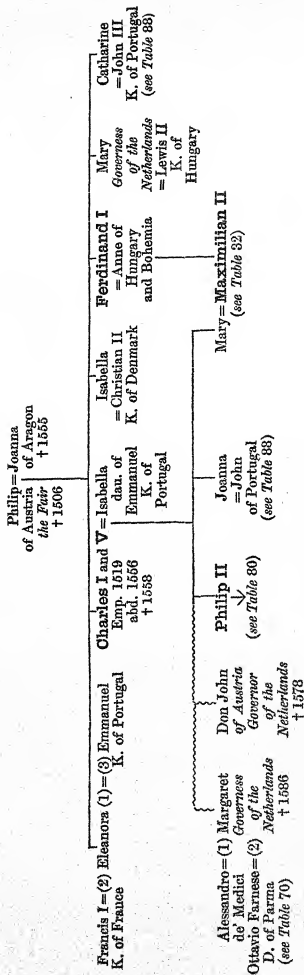 Philip=Joanna
of Austria of Aragon
the Fair †1555
†1506
Francis I=(2) Eleanora (1)=(3) Emmanuel
K. of France K. of Portugal
Charles I and V=Isabella
Emp. 1519 dau. of
abd. 1556 Emmanuel
†1558 K. of
Portugal
Isabella
=Christian II
K. of Denmark
Ferdinand I
=Anne of
Hungary
and Bohemia
Mary
Governess
of the
Netherlands
=Lewis II
K. of
Hungary
Catharine
=John III
K. of Portugal
(see Table 88)
Alessandro=(1) Margaret
de' Medici Governess
Ottavio Farnese=(2) of the
D. of Parma Netherlands
(see Table 70) †1586
Don John
of Austria
Governor
of the
Netherlands
†1578
Philip II
(see Table 80)
Joanna
=John
of Portugal
(see Table 88)
Mary=Maximilian II
(see Table 32)